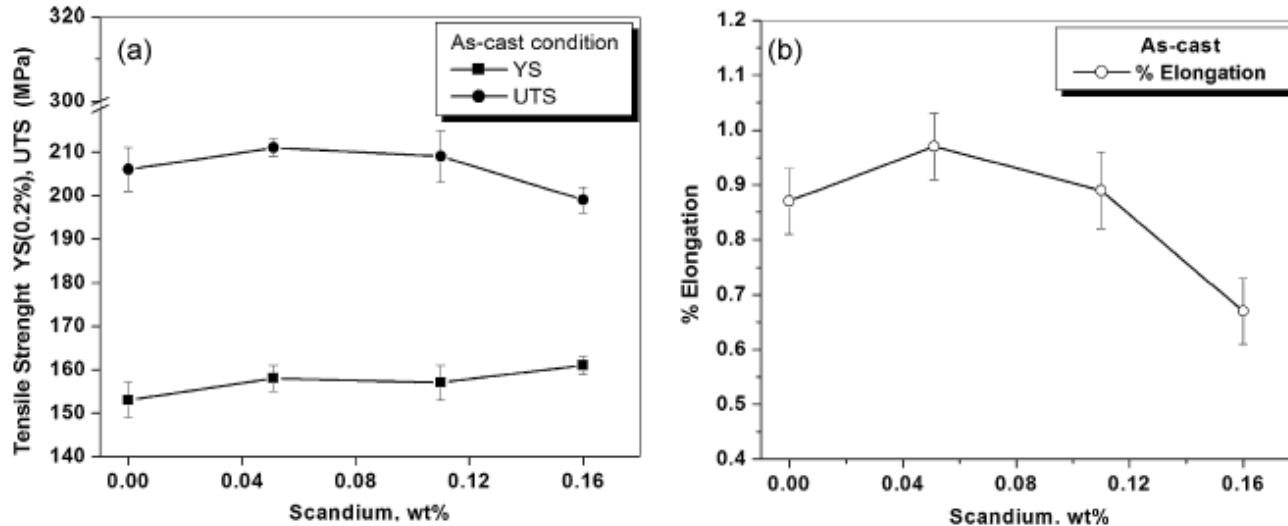 (a)
As-cast condition
YS
UTS
Tensile Strenght YS(0.2%), UTS (MPa)
320
300
210
200
190
180
170
160
150
140
0.00 0.04 0.08 0.12 0.16
Scandium, wt%
(b)
As-cast
% Elongation
% Elongation
1.2
1.1
1.0
0.9
0.8
0.7
0.6
0.5
0.4
0.00 0.04 0.08 0.12 0.16
Scandium, wt%